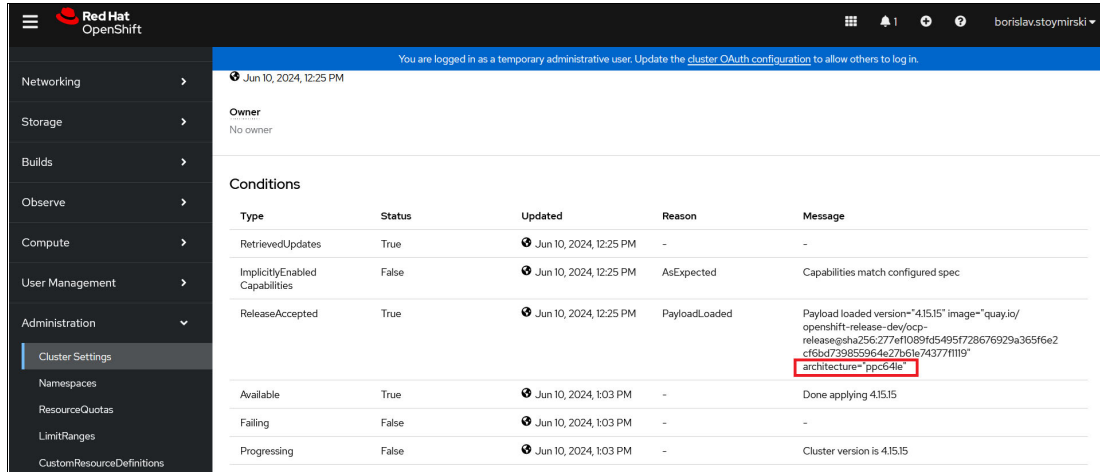 Red Hat
OpenShift
1
borislav.stoymirski
You are logged in as a temporary administrative user. Update the cluster OAuth configuration to allow others to log in.
Networking
Storage
Builds
Observe
Compute
User Management
Administration
Cluster Settings
Namespaces
ResourceQuotas
LimitRanges
CustomResourceDefinitions
Jun 10, 2024, 12:25 PM
Owner
No owner
Conditions
Type Status Updated Reason Message
RetrievedUpdates True Jun 10, 2024, 12:25 PM - -
ImplicitlyEnabled False Jun 10, 2024, 12:25 PM AsExpected Capabilities match configured spec
Capabilities
ReleaseAccepted True Jun 10, 2024, 12:25 PM PayloadLoaded Payload loaded version="4.15.15" image="quay.io/
openshift-release-dev/ocp-
release@sha256:277ef1089fd5495f728676929a365f6e2
cf6bd739855964e27b61e74377f1119"
architecture="ppc64le"
Available True Jun 10, 2024, 1:03 PM - Done applying 4.15.15
Failing False Jun 10, 2024, 1:03 PM - -
Progressing False Jun 10, 2024, 1:03 PM - Cluster version is 4.15.15